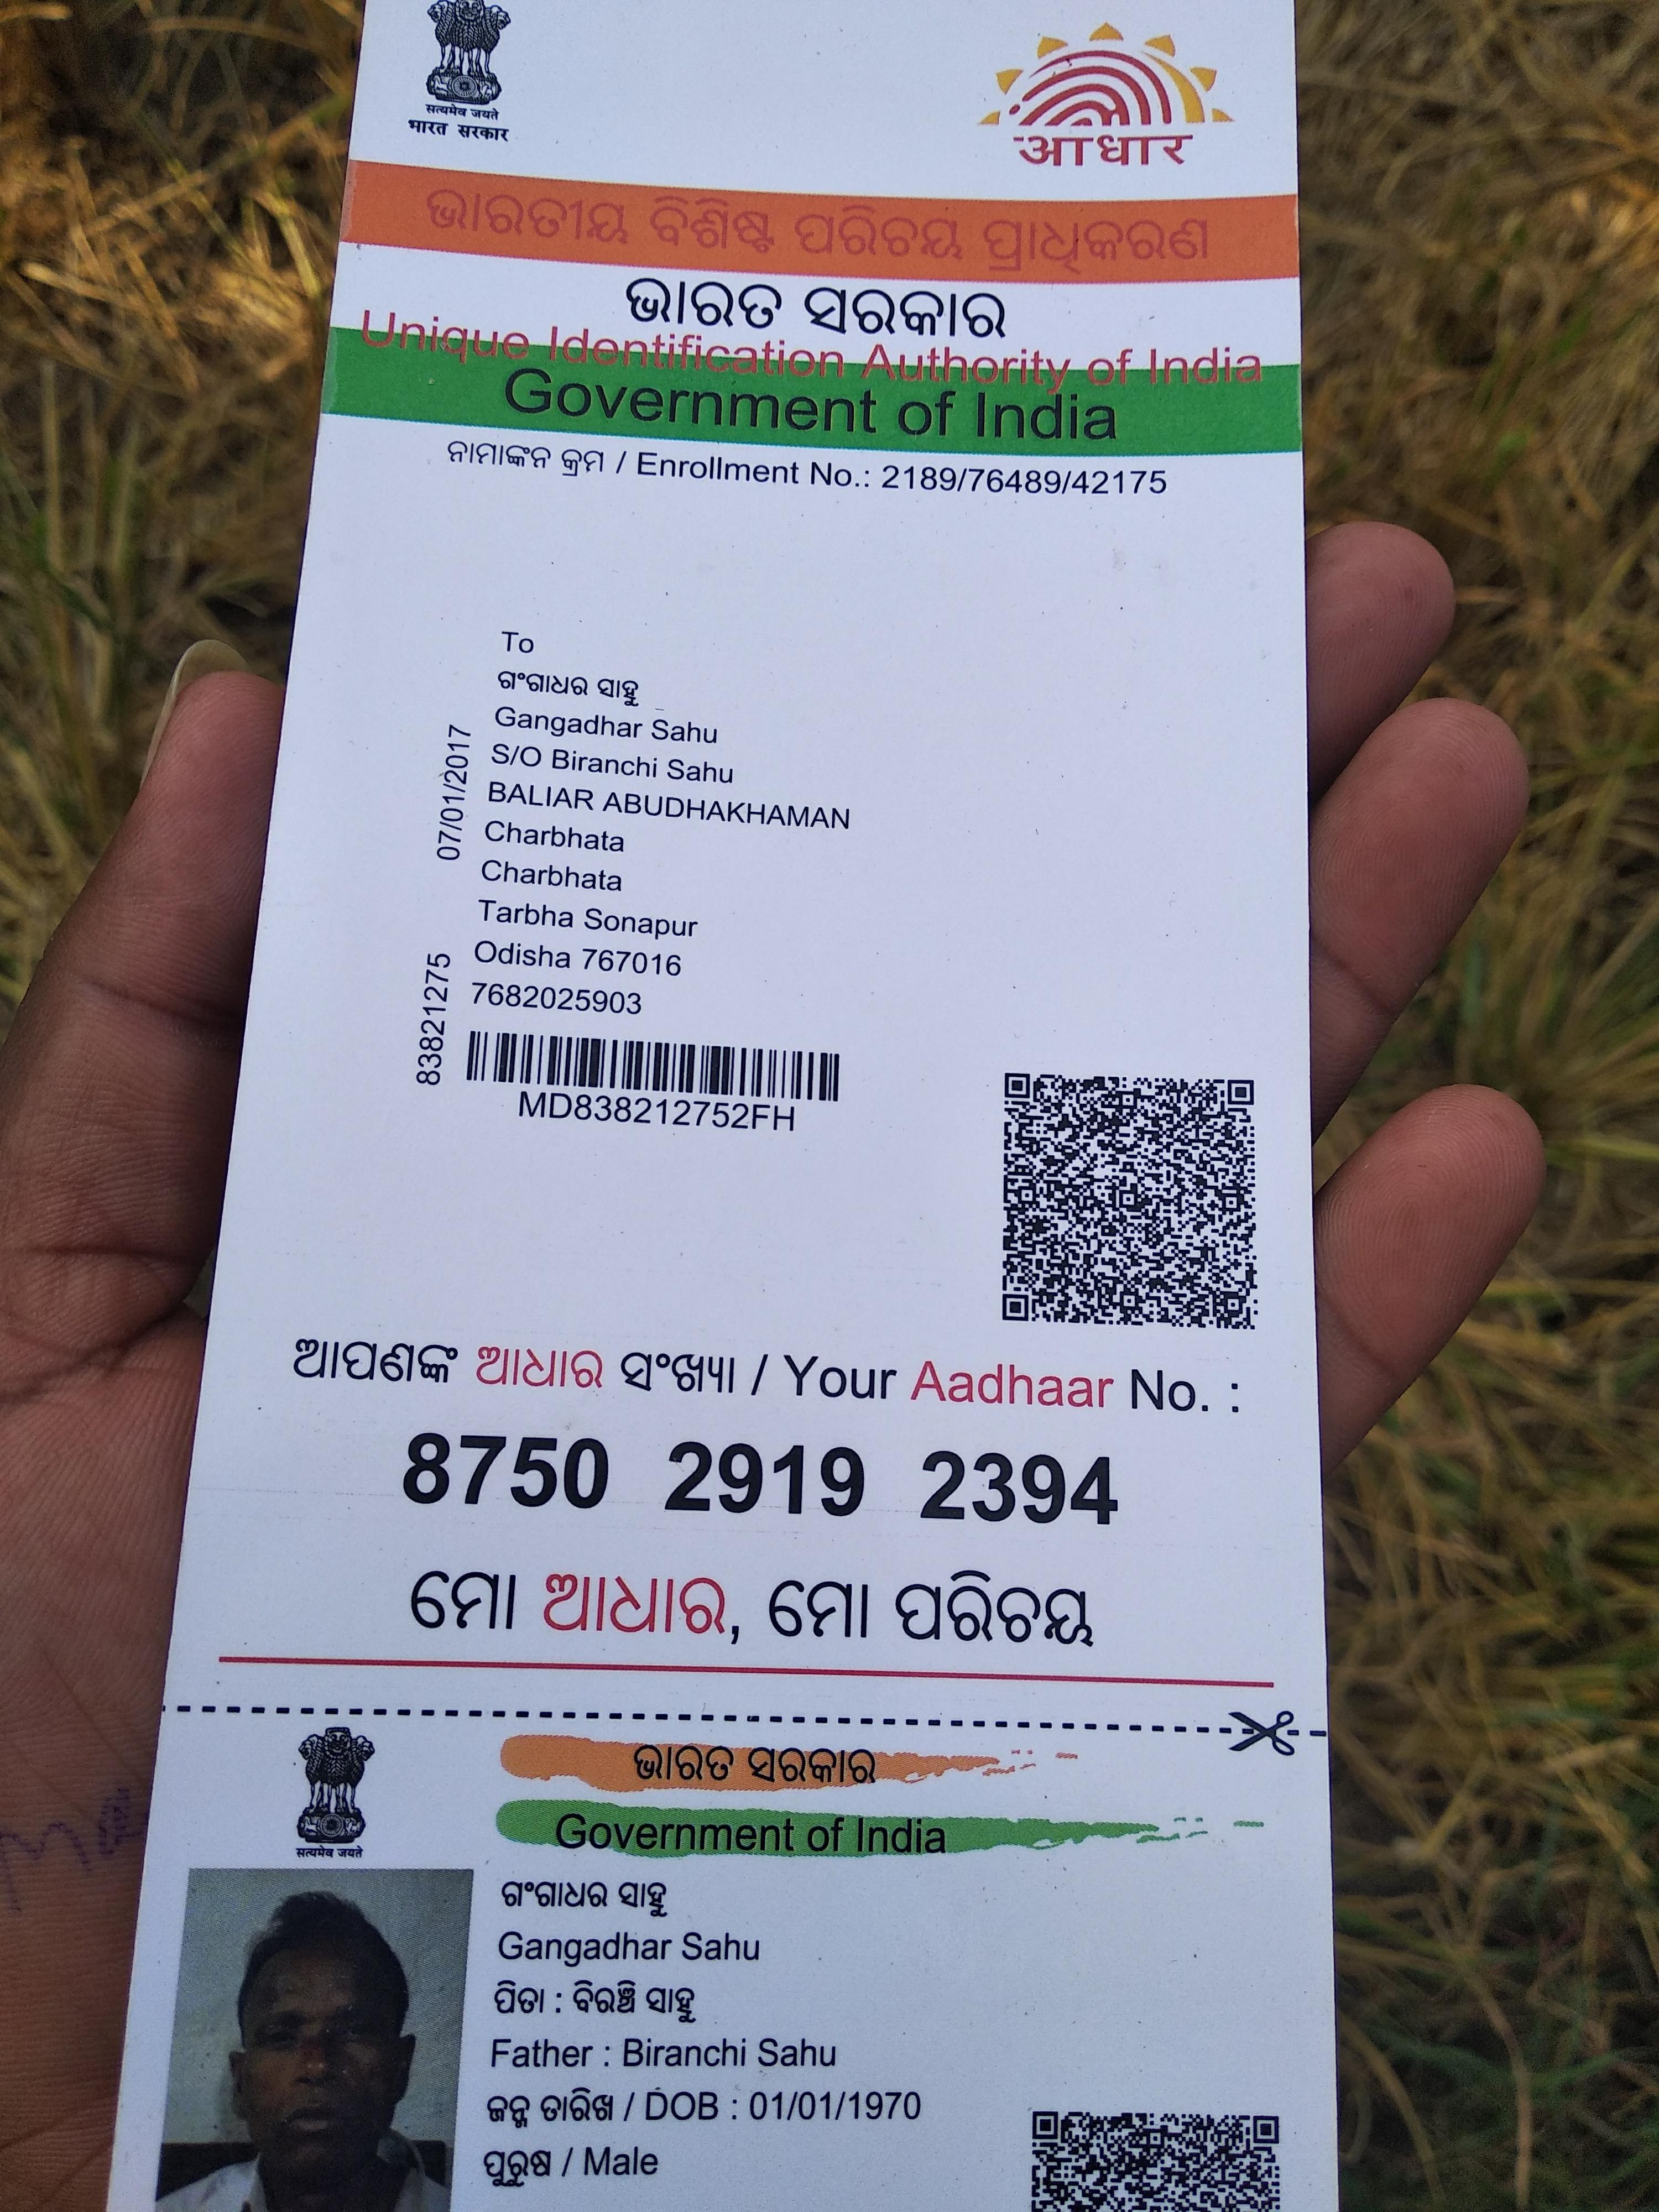 सत्यमेव जयते
भारत सरकार
आधार
ଭାରତୀୟ ବିଶିଷ୍ଟ ପରିଚୟ ପ୍ରାଧିକରଣ
ଭାରତ ସରକାର
Unique Identification Authority of India
Government of India
ନାମାଙ୍କନ କ୍ରମ / Enrollment No.: 2189/76489/42175
To
ଗଂଗାଧର ସାହୁ
Gangadhar Sahu
S/O Biranchi Sahu
BALIAR ABUDHAKHAMAN
Charbhata
Charbhata
Tarbha Sonapur
Odisha 767016
7682025903
07/01/2017
83821275
MD838212752FH
ଆପଣଙ୍କ ଆଧାର ସଂଖ୍ୟା / Your Aadhaar No. :
8750 2919 2394
ମୋ ଆଧାର, ମୋ ପରିଚୟ
सत्यमेव जयते
ଭାରତ ସରକାର
Government of India
ଗଂଗାଧର ସାହୁ
Gangadhar Sahu
ପିତା : ବିରଞ୍ଚି ସାହୁ
Father : Biranchi Sahu
ଜନ୍ମ ତାରିଖ / DOB : 01/01/1970
ପୁରୁଷ / Male